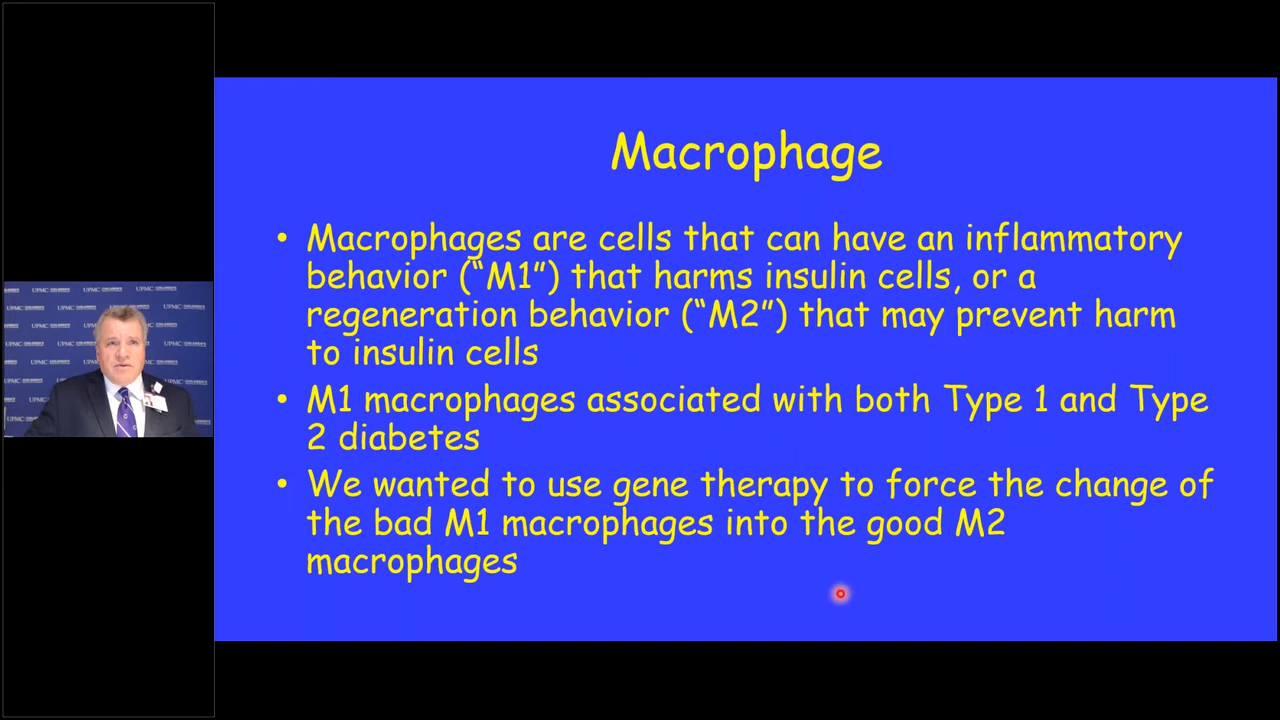 Macrophage
• Macrophages are cells that can have an inflammatory
behavior (“M1”) that harms insulin cells, or a
regeneration behavior (“M2”) that may prevent harm
to insulin cells
• M1 macrophages associated with both Type 1 and Type
2 diabetes
• We wanted to use gene therapy to force the change of
the bad M1 macrophages into the good M2
macrophages
UPMC